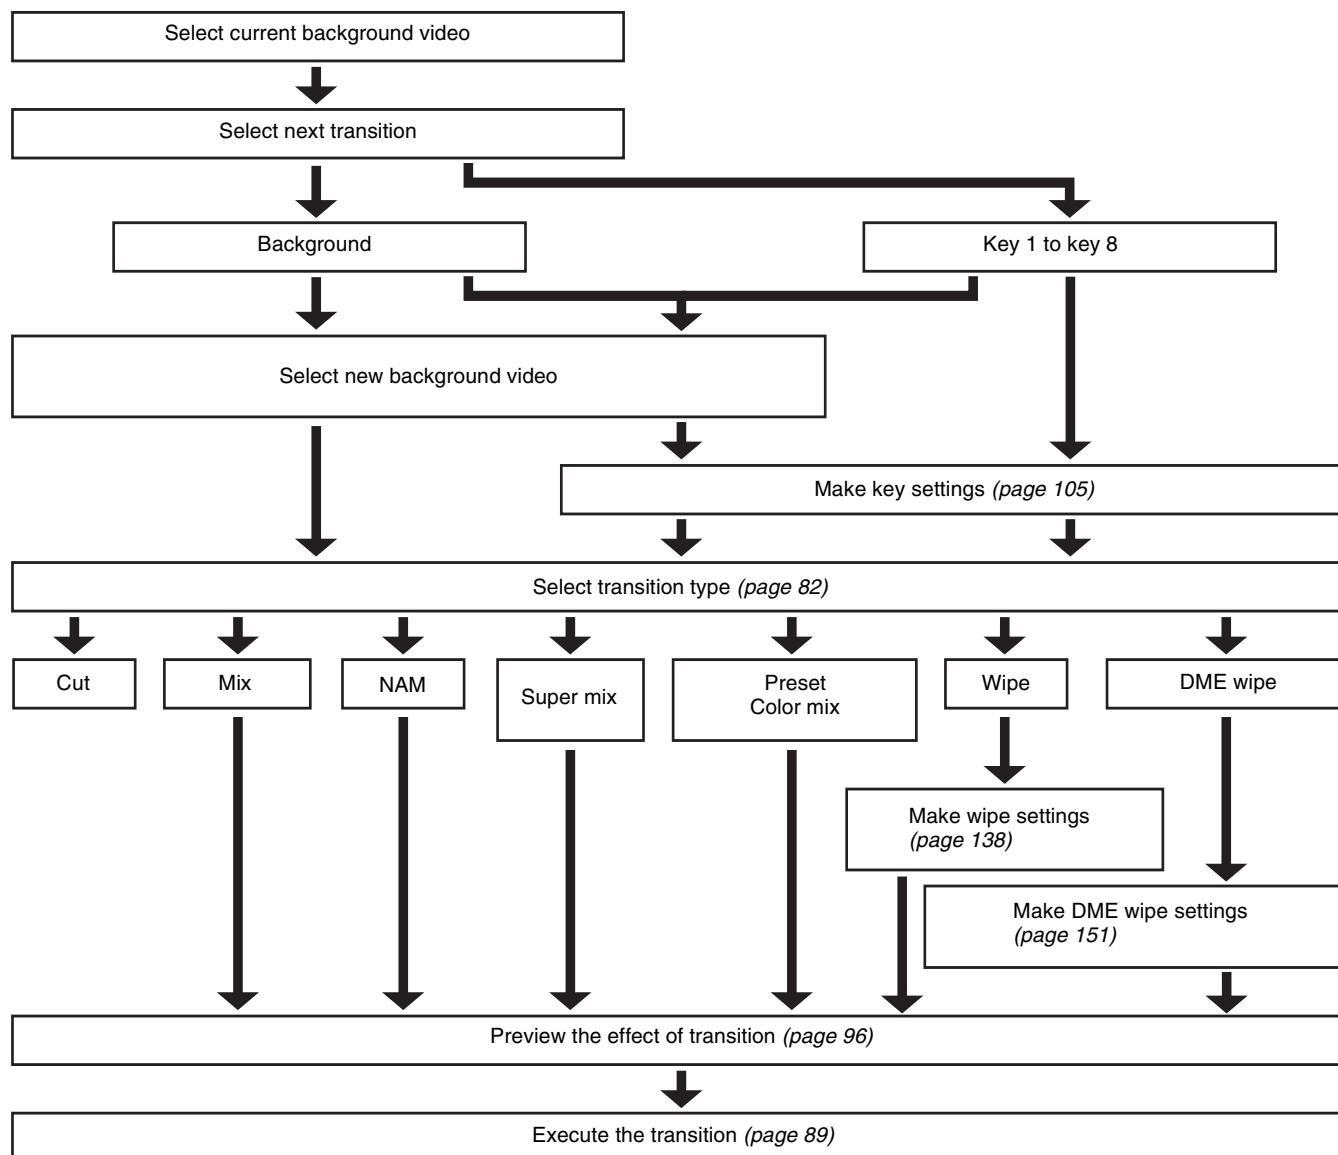 Select current background video
Select next transition
Background
Key 1 to key 8
Select new background video
Make key settings (page 105)
Select transition type (page 82)
Cut
Mix
NAM
Super mix
Preset
Color mix
Wipe
DME wipe
Make wipe settings
(page 138)
Make DME wipe settings
(page 151)
Preview the effect of transition (page 96)
Execute the transition (page 89)